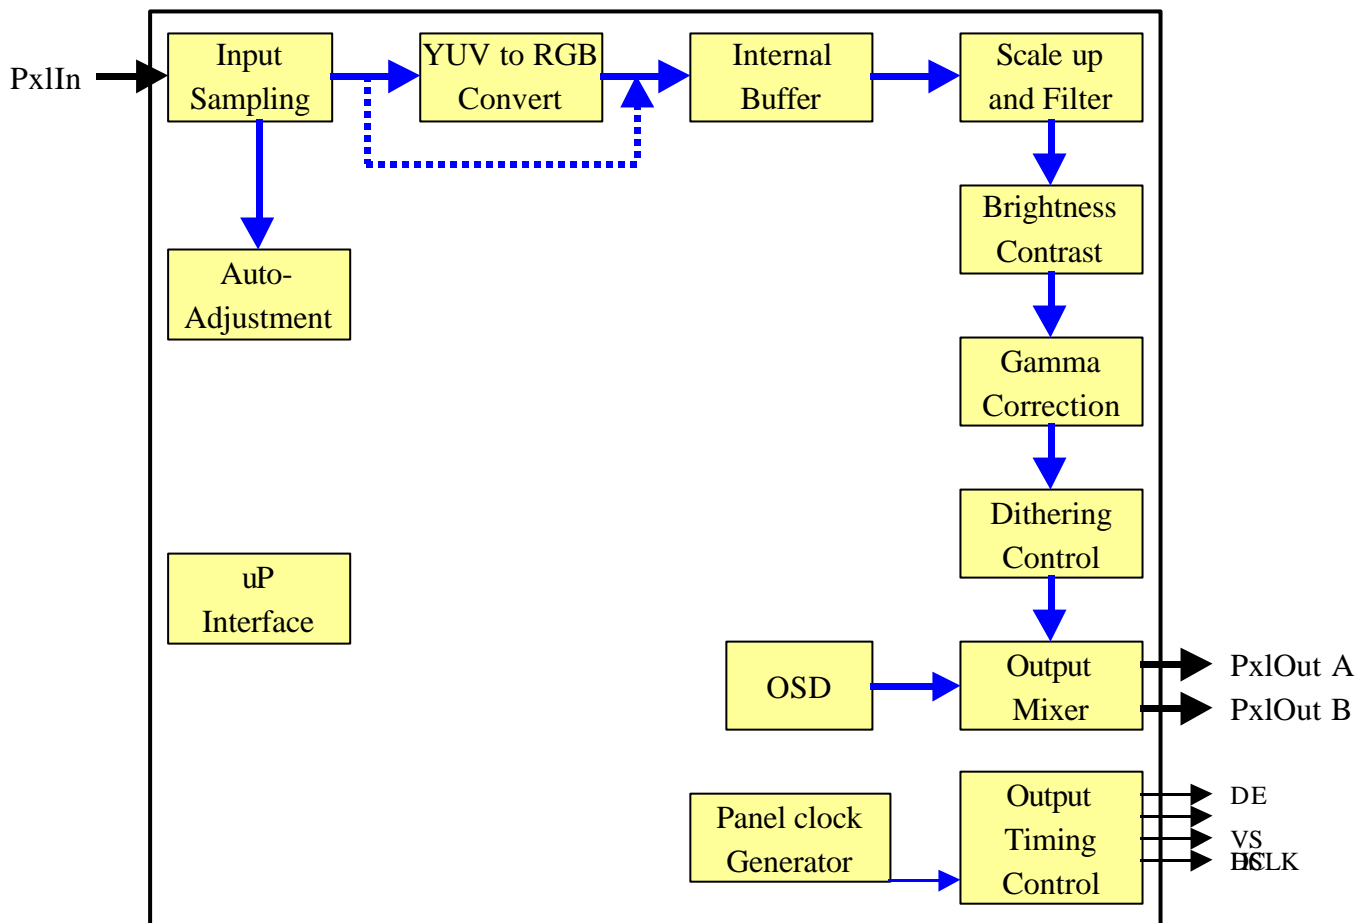 PxlIn
Input
Sampling
YUV to RGB
Convert
Internal
Buffer
Scale up
and Filter
Brightness
Contrast
Auto-
Adjustment
Gamma
Correction
Dithering
Control
uP
Interface
OSD
Output
Mixer
PxlOut A
PxlOut B
Panel clock
Generator
Output
Timing
Control
DE
VS